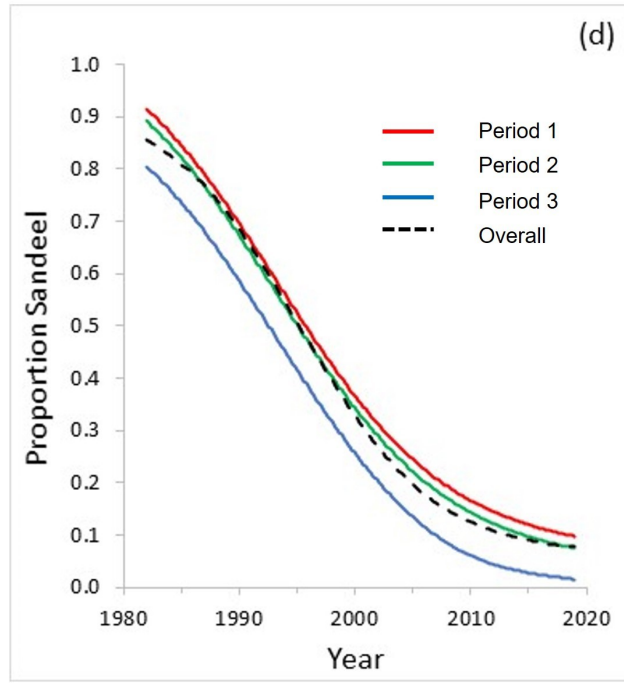 (d)
1.0
0.9
0.8
0.7
0.6
0.5
0.4
0.3
0.2
0.1
0.0
Proportion Sandeel
Period 1
Period 2
Period 3
Overall
1980 1990 2000 2010 2020
Year